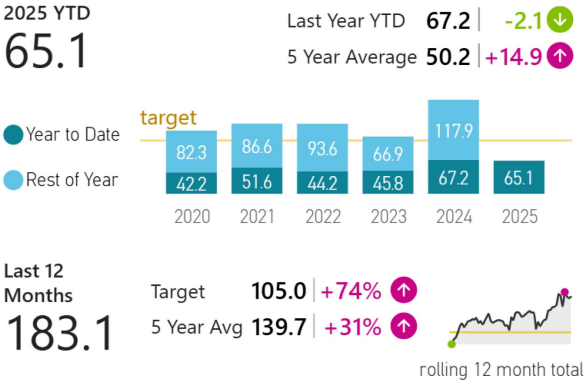 2025 YTD
65.1
Last Year YTD 67.2 -2.1
5 Year Average 50.2 +14.9
target
Year to Date
Rest of Year
82.3 86.6 93.6 66.9 117.9
42.2 51.6 44.2 45.8 67.2 65.1
2020 2021 2022 2023 2024 2025
Last 12
Months
183.1
Target 105.0 +74%
5 Year Avg 139.7 +31%
rolling 12 month total